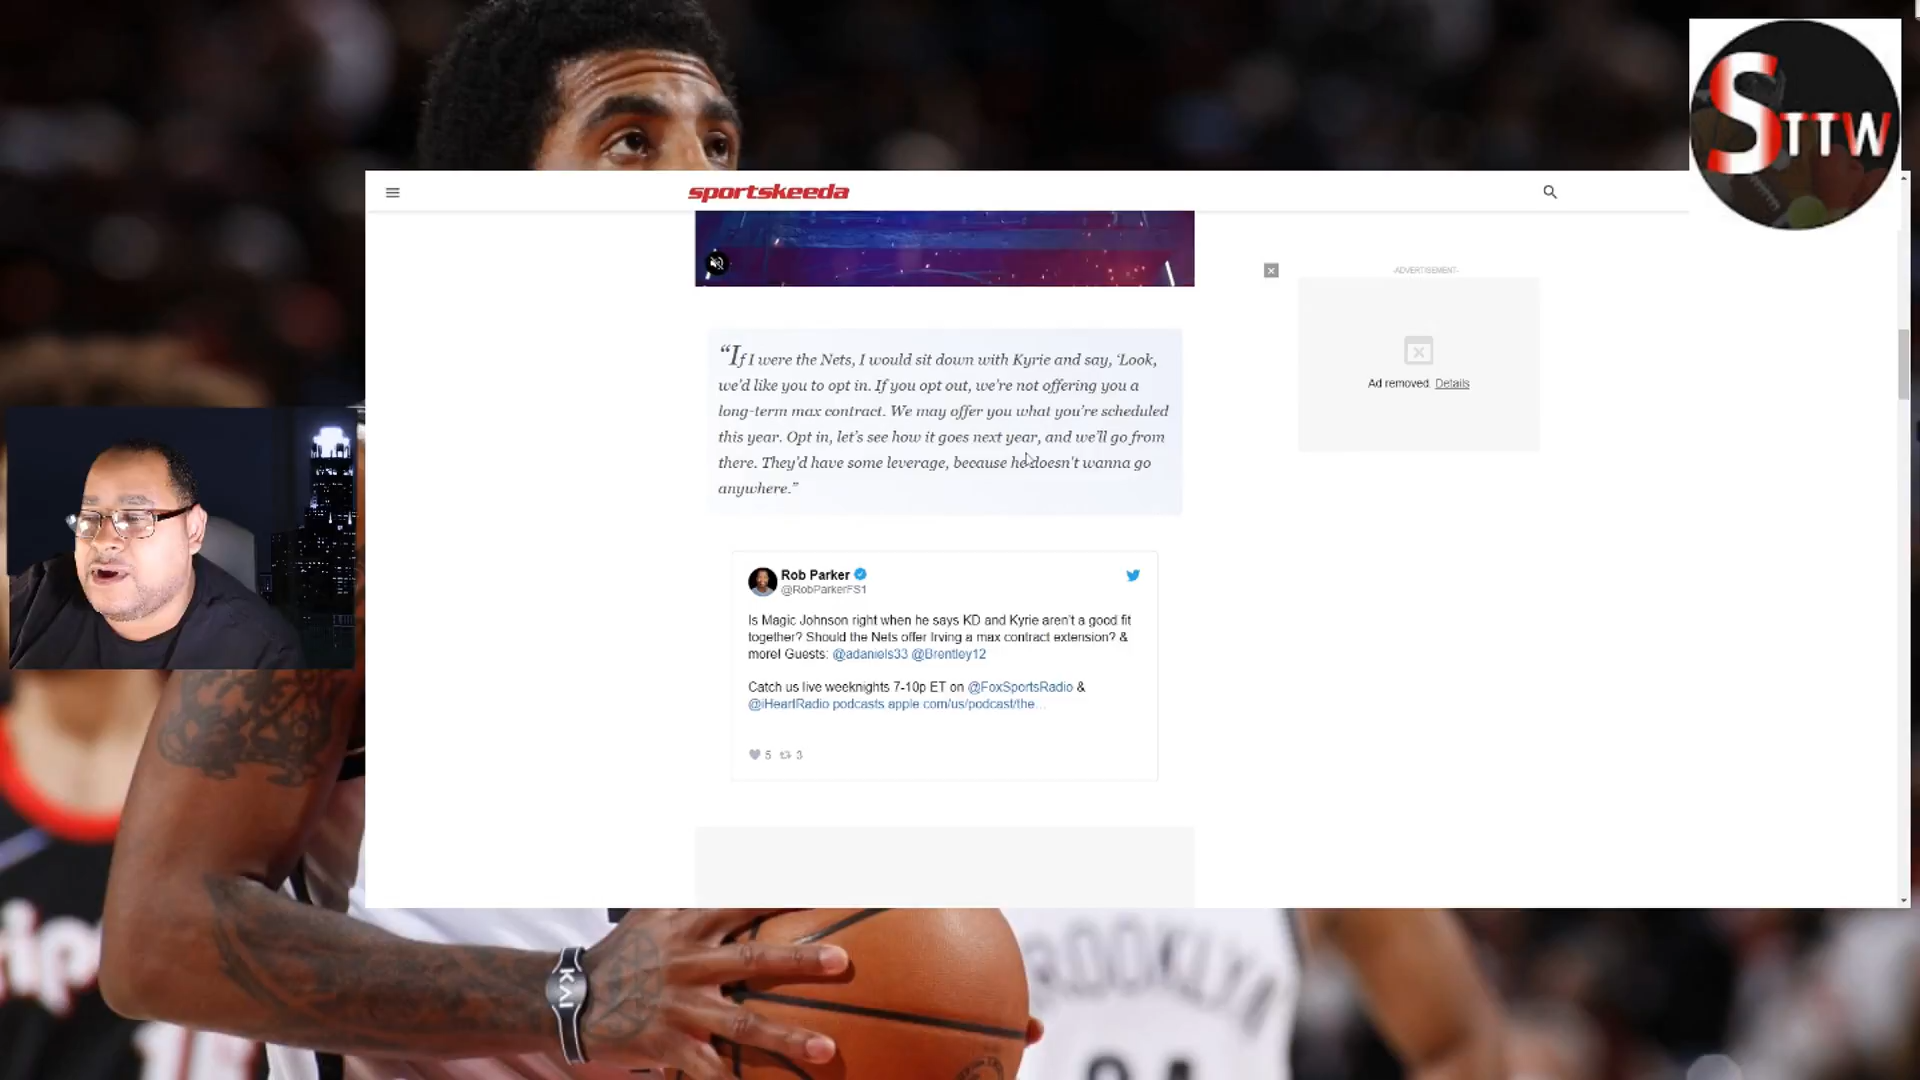 STTW
sportskeeda
-ADVERTISEMENT-
Ad removed. Details
“If I were the Nets, I would sit down with Kyrie and say, ‘Look,
we’d like you to opt in. If you opt out, we’re not offering you a
long-term max contract. We may offer you what you’re scheduled
this year. Opt in, let’s see how it goes next year, and we’ll go from
there. They’d have some leverage, because he doesn't wanna go
anywhere.”
Rob Parker
@RobParkerFS1
Is Magic Johnson right when he says KD and Kyrie aren’t a good fit
together? Should the Nets offer Irving a max contract extension? &
more! Guests: @adaniels33 @Brentley12
Catch us live weeknights 7-10p ET on @FoxSportsRadio &
@iHeartRadio podcasts apple com/us/podcast/the…
5 3
KAI
BROOKLYN